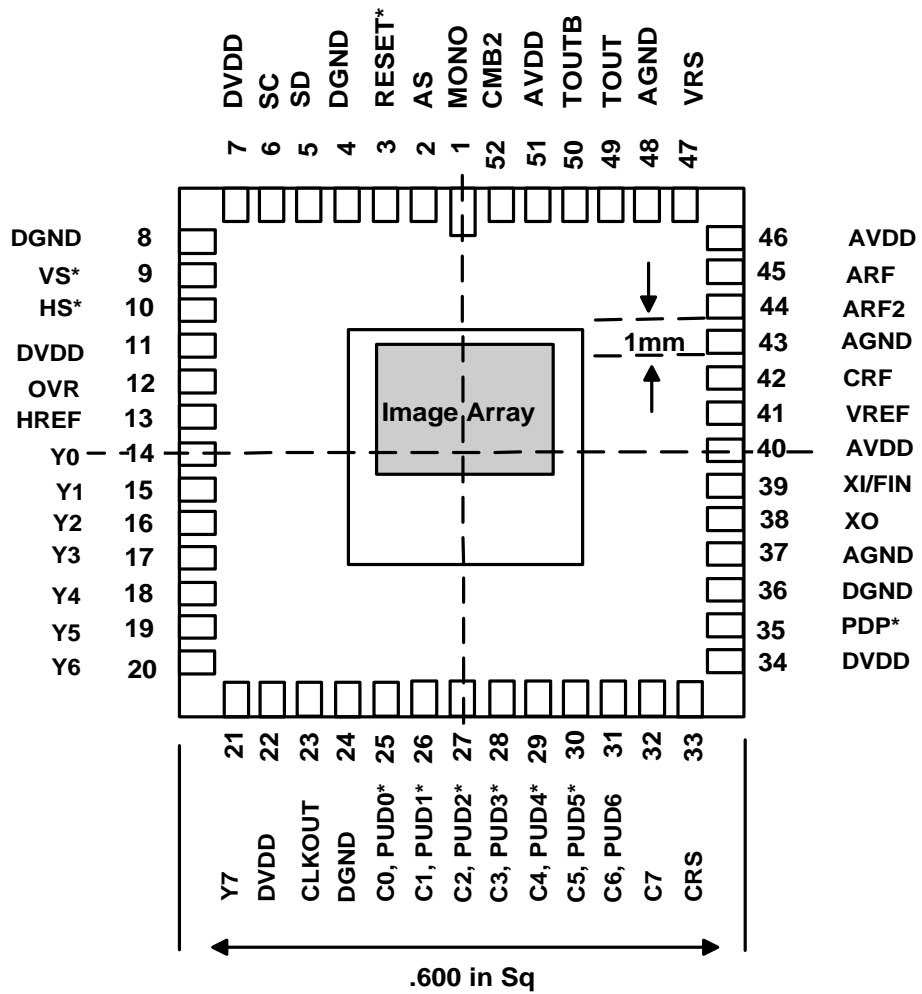 DVDD SC SD DGND RESET* AS MONO CMB2 AVDD TOUTB TOUT AGND VRS
7 6 5 4 3 2 1 52 51 50 49 48 47
DGND 8 46 AVDD
VS* 9 45 ARF
HS* 10 44 ARF2
DVDD 11 1mm 43 AGND
OVR 12 42 CRF
HREF 13 Image Array 41 VREF
Y0 14 40 AVDD
Y1 15 39 XI/FIN
Y2 16 38 XO
Y3 17 37 AGND
Y4 18 36 DGND
Y5 19 35 PDP*
Y6 20 34 DVDD
21 22 23 24 25 26 27 28 29 30 31 32 33
Y7 DVDD CLKOUT DGND C0, PUD0* C1, PUD1* C2, PUD2* C3, PUD3* C4, PUD4* C5, PUD5* C6, PUD6 C7 CRS
.600 in Sq